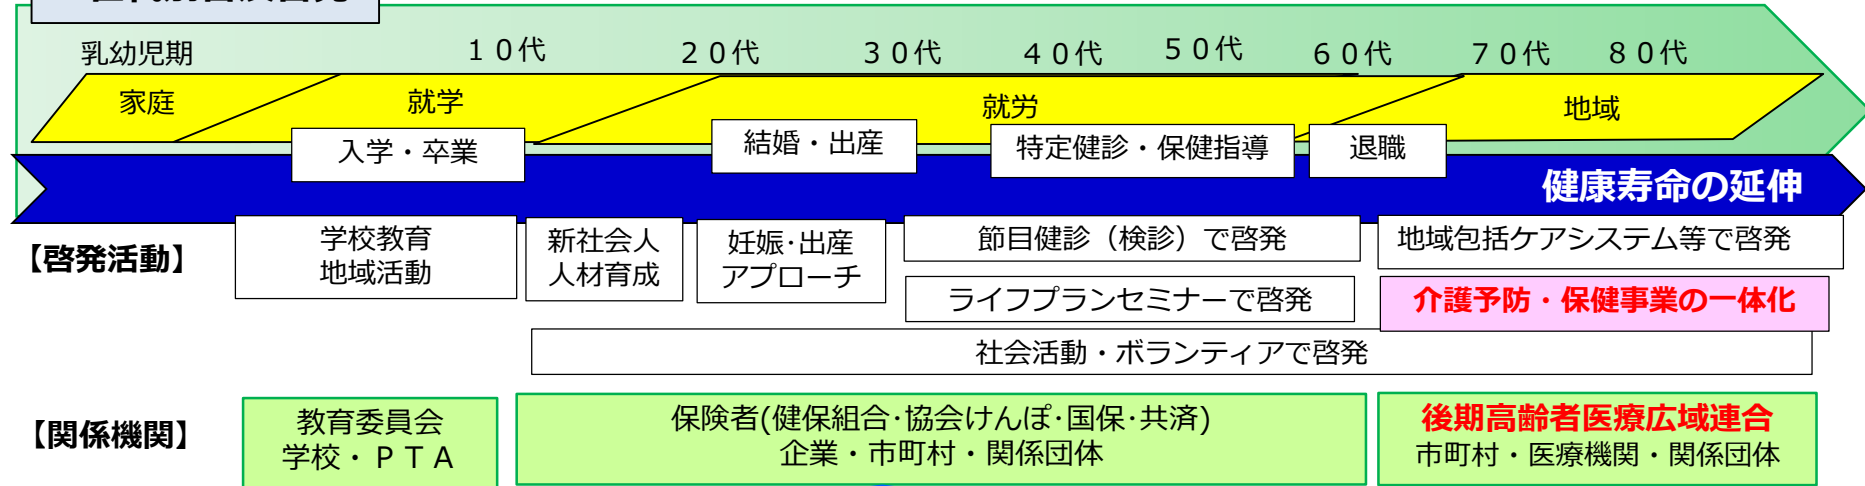 乳幼児期 １０代 ２０代 ３０代 ４０代 ５０代 ６０代 ７０代 ８０代
家庭 就学 就労 地域
入学・卒業 結婚・出産 特定健診・保健指導 退職
健康寿命の延伸
【啓発活動】
学校教育
地域活動
新社会人
人材育成
妊娠･出産
アプローチ
節目健診（検診）で啓発
地域包括ケアシステム等で啓発
ライフプランセミナーで啓発
介護予防・保健事業の一体化
社会活動・ボランティアで啓発
【関係機関】
教育委員会
学校・ＰＴＡ
保険者(健保組合･協会けんぽ･国保･共済)
企業・市町村・関係団体
後期高齢者医療広域連合
市町村・医療機関・関係団体